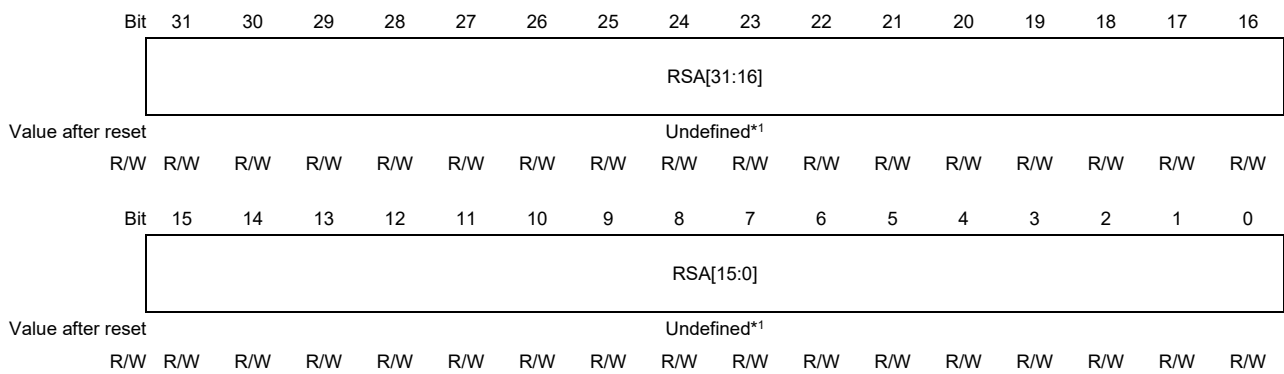 Bit 31 30 29 28 27 26 25 24 23 22 21 20 19 18 17 16
RSA[31:16]
Value after reset Undefined*1
R/W R/W R/W R/W R/W R/W R/W R/W R/W R/W R/W R/W R/W R/W R/W R/W R/W
Bit 15 14 13 12 11 10 9 8 7 6 5 4 3 2 1 0
RSA[15:0]
Value after reset Undefined*1
R/W R/W R/W R/W R/W R/W R/W R/W R/W R/W R/W R/W R/W R/W R/W R/W R/W